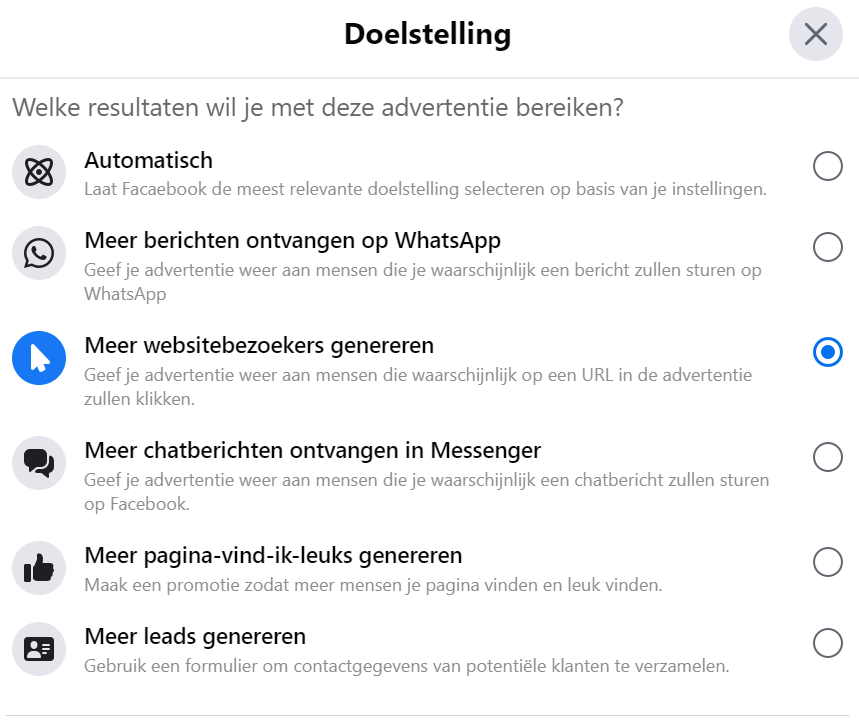 Doelstelling
Welke resultaten wil je met deze advertentie bereiken?
Automatisch
Laat Facaebook de meest relevante doelstelling selecteren op basis van je instellingen.
Meer berichten ontvangen op WhatsApp
Geef je advertentie weer aan mensen die je waarschijnlijk een bericht zullen sturen op
WhatsApp
Meer websitebezoekers genereren
Geef je advertentie weer aan mensen die waarschijnlijk op een URL in de advertentie
zullen klikken.
Meer chatberichten ontvangen in Messenger
Geef je advertentie weer aan mensen die je waarschijnlijk een chatbericht zullen sturen
op Facebook.
Meer pagina-vind-ik-leuks genereren
Maak een promotie zodat meer mensen je pagina vinden en leuk vinden.
Meer leads genereren
Gebruik een formulier om contactgegevens van potentiële klanten te verzamelen.